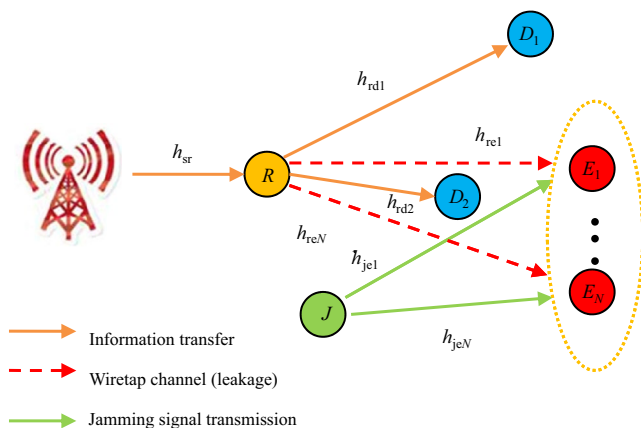 D1
hrd1
hsr
hre1
R
E1
hrd2
D2
hreN
hje1
EN
J
hjeN
Information transfer
Wiretap channel (leakage)
Jamming signal transmission